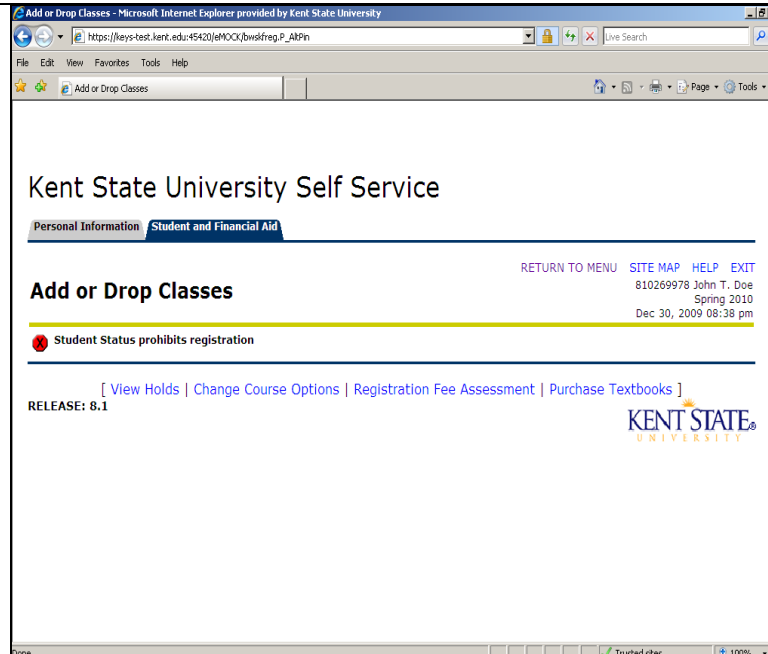 Add or Drop Classes - Microsoft Internet Explorer provided by Kent State University
https://keys-test.kent.edu:45420/eMOCK/bwskfreg.P_AltPin
Live Search
File Edit View Favorites Tools Help
Add or Drop Classes
Page Tools
Kent State University Self Service
Personal Information Student and Financial Aid
RETURN TO MENU SITE MAP HELP EXIT
Add or Drop Classes
810269978 John T. Doe
Spring 2010
Dec 30, 2009 08:38 pm
X Student Status prohibits registration
[ View Holds | Change Course Options | Registration Fee Assessment | Purchase Textbooks ]
RELEASE: 8.1
KENT STATE®
UNIVERSITY
Done
Trusted sites
100%